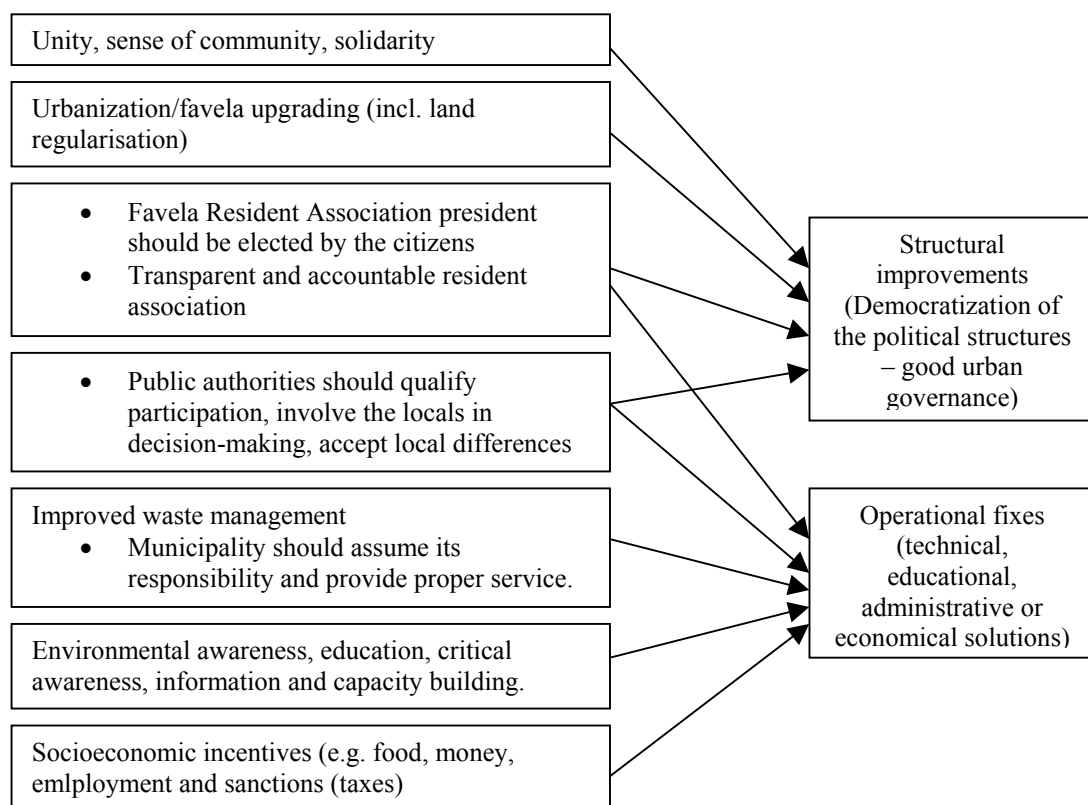 Unity, sense of community, solidarity
Urbanization/favela upgrading (incl. land
regularisation)
• Favela Resident Association president
should be elected by the citizens
• Transparent and accountable resident
association
• Public authorities should qualify
participation, involve the locals in
decision-making, accept local differences
Improved waste management
• Municipality should assume its
responsibility and provide proper service.
Environmental awareness, education, critical
awareness, information and capacity building.
Socioeconomic incentives (e.g. food, money,
emlployment and sanctions (taxes)
Structural
improvements
(Democratization of
the political structures
– good urban
governance)
Operational fixes
(technical,
educational,
administrative or
economical solutions)